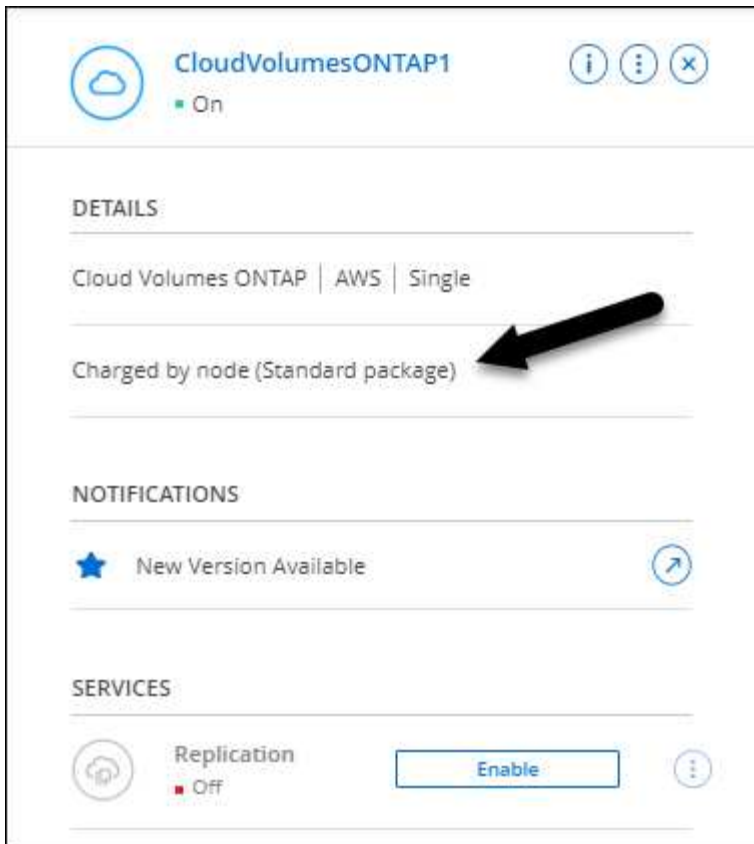 CloudVolumesONTAP1
On
DETAILS
Cloud Volumes ONTAP | AWS | Single
Charged by node (Standard package)
NOTIFICATIONS
New Version Available
SERVICES
Replication
Enable
Off